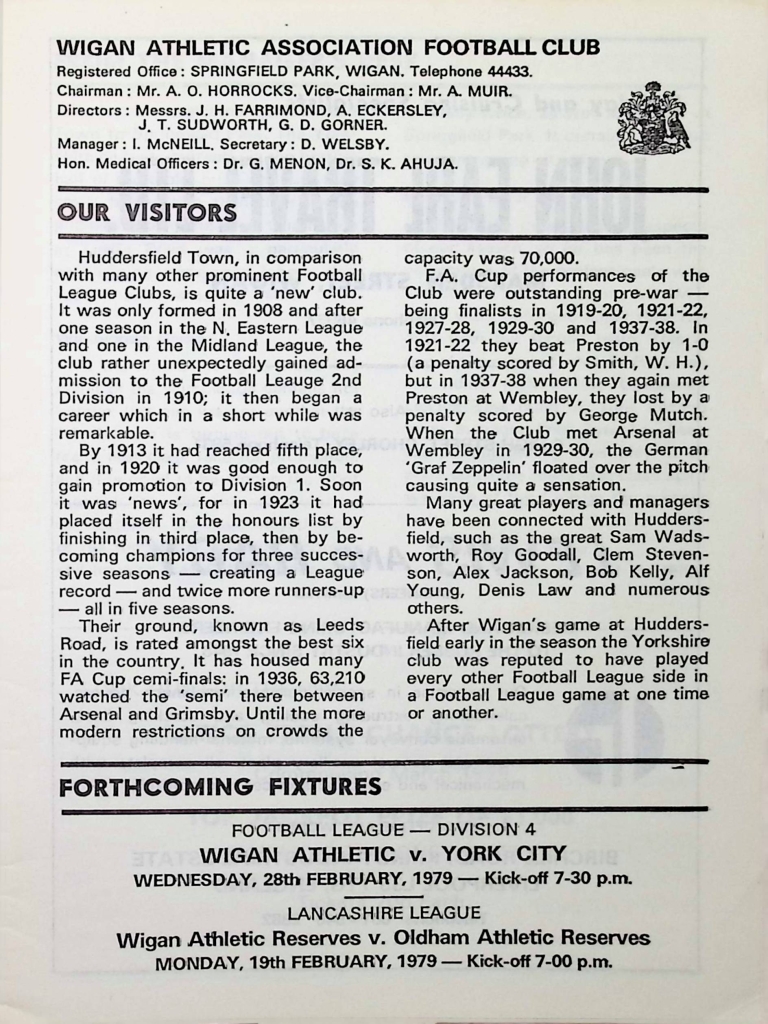 WIGAN ATHLETIC ASSOCIATION FOOTBALL CLUB
Registered Office: SPRINGFIELD PARK, WIGAN. Telephone 44433.
Chairman: Mr. A. O. HORROCKS. Vice-Chairman: Mr. A. MUIR.
Directors: Messrs. J. H. FARRIMOND, A. ECKERSLEY,
J. T. SUDWORTH, G. D. GORNER.
Manager: I. McNEILL, Secretary: D. WELSBY.
Hon. Medical Officers: Dr. G. MENON, Dr. S. K. AHUJA.
OUR VISITORS
Huddersfield Town, in comparison
with many other prominent Football
League Clubs, is quite a 'new' club.
It was only formed in 1908 and after
one season in the N. Eastern League
and one in the Midland League, the
club rather unexpectedly gained ad-
mission to the Football Leauge 2nd
Division in 1910; it then began a
career which in a short while was
remarkable.
By 1913 it had reached fifth place,
and in 1920 it was good enough to
gain promotion to Division 1. Soon
it was 'news', for in 1923 it had
placed itself in the honours list by
finishing in third place, then by be-
coming champions for three succes-
sive seasons — creating a League
record — and twice more runners-up
— all in five seasons.
Their ground, known as Leeds
Road, is rated amongst the best six
in the country. It has housed many
FA Cup semi-finals: in 1936, 63,210
watched the 'semi' there between
Arsenal and Grimsby. Until the more
modern restrictions on crowds the
capacity was 70,000.
F.A. Cup performances of the
Club were outstanding pre-war —
being finalists in 1919-20, 1921-22,
1927-28, 1929-30 and 1937-38. In
1921-22 they beat Preston by 1-0
(a penalty scored by Smith, W. H.),
but in 1937-38 when they again met
Preston at Wembley, they lost by a
penalty scored by George Mutch.
When the Club met Arsenal at
Wembley in 1929-30, the German
'Graf Zeppelin' floated over the pitch
causing quite a sensation.
Many great players and managers
have been connected with Hudders-
field, such as the great Sam Wads-
worth, Roy Goodall, Clem Steven-
son, Alex Jackson, Bob Kelly, Alf
Young, Denis Law and numerous
others.
After Wigan's game at Hudders-
field early in the season the Yorkshire
club was reputed to have played
every other Football League side in
a Football League game at one time
or another.
FORTHCOMING FIXTURES
FOOTBALL LEAGUE — DIVISION 4
WIGAN ATHLETIC v. YORK CITY
WEDNESDAY, 28th FEBRUARY, 1979 — Kick-off 7-30 p.m.
LANCASHIRE LEAGUE
Wigan Athletic Reserves v. Oldham Athletic Reserves
MONDAY, 19th FEBRUARY, 1979 — Kick-off 7-00 p.m.